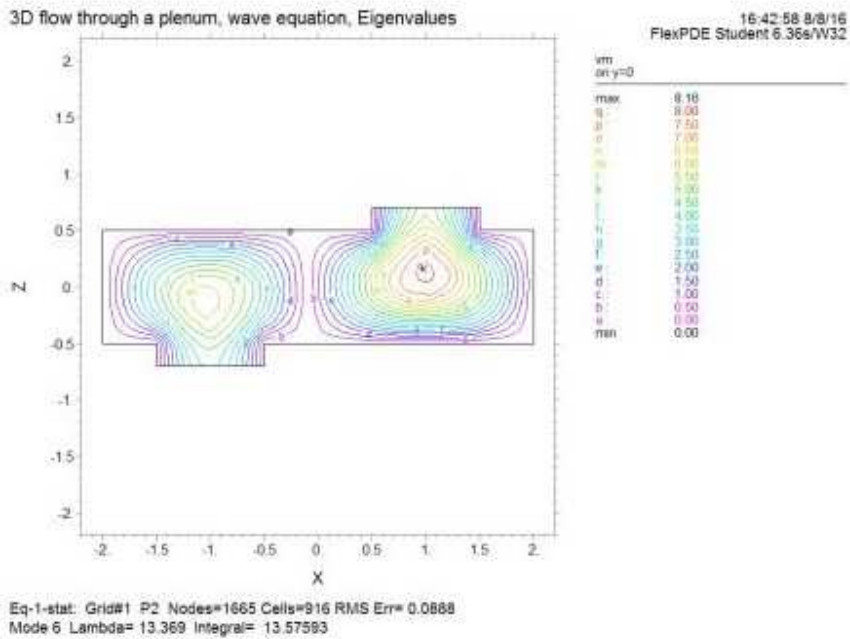 3D flow through a plenum, wave equation, Eigenvalues
16:42:58 8/8/16
FlexPDE Student 6.36s/W32
vm
on y=0
max 8.16
q : 8.00
p : 7.50
o : 7.00
n : 6.50
m : 6.00
l : 5.50
k : 5.00
j : 4.50
i : 4.00
h : 3.50
g : 3.00
f : 2.50
e : 2.00
d : 1.50
c : 1.00
b : 0.50
a : 0.00
min 0.00
2.
1.5
1.
0.5
0.
-0.5
-1.
-1.5
-2.
Z
-2. -1.5 -1. -0.5 0. 0.5 1. 1.5 2.
X
Eq-1-stat: Grid#1 P2 Nodes=1665 Cells=916 RMS Err= 0.0888
Mode 6 Lambda= 13.369 Integral= 13.57593